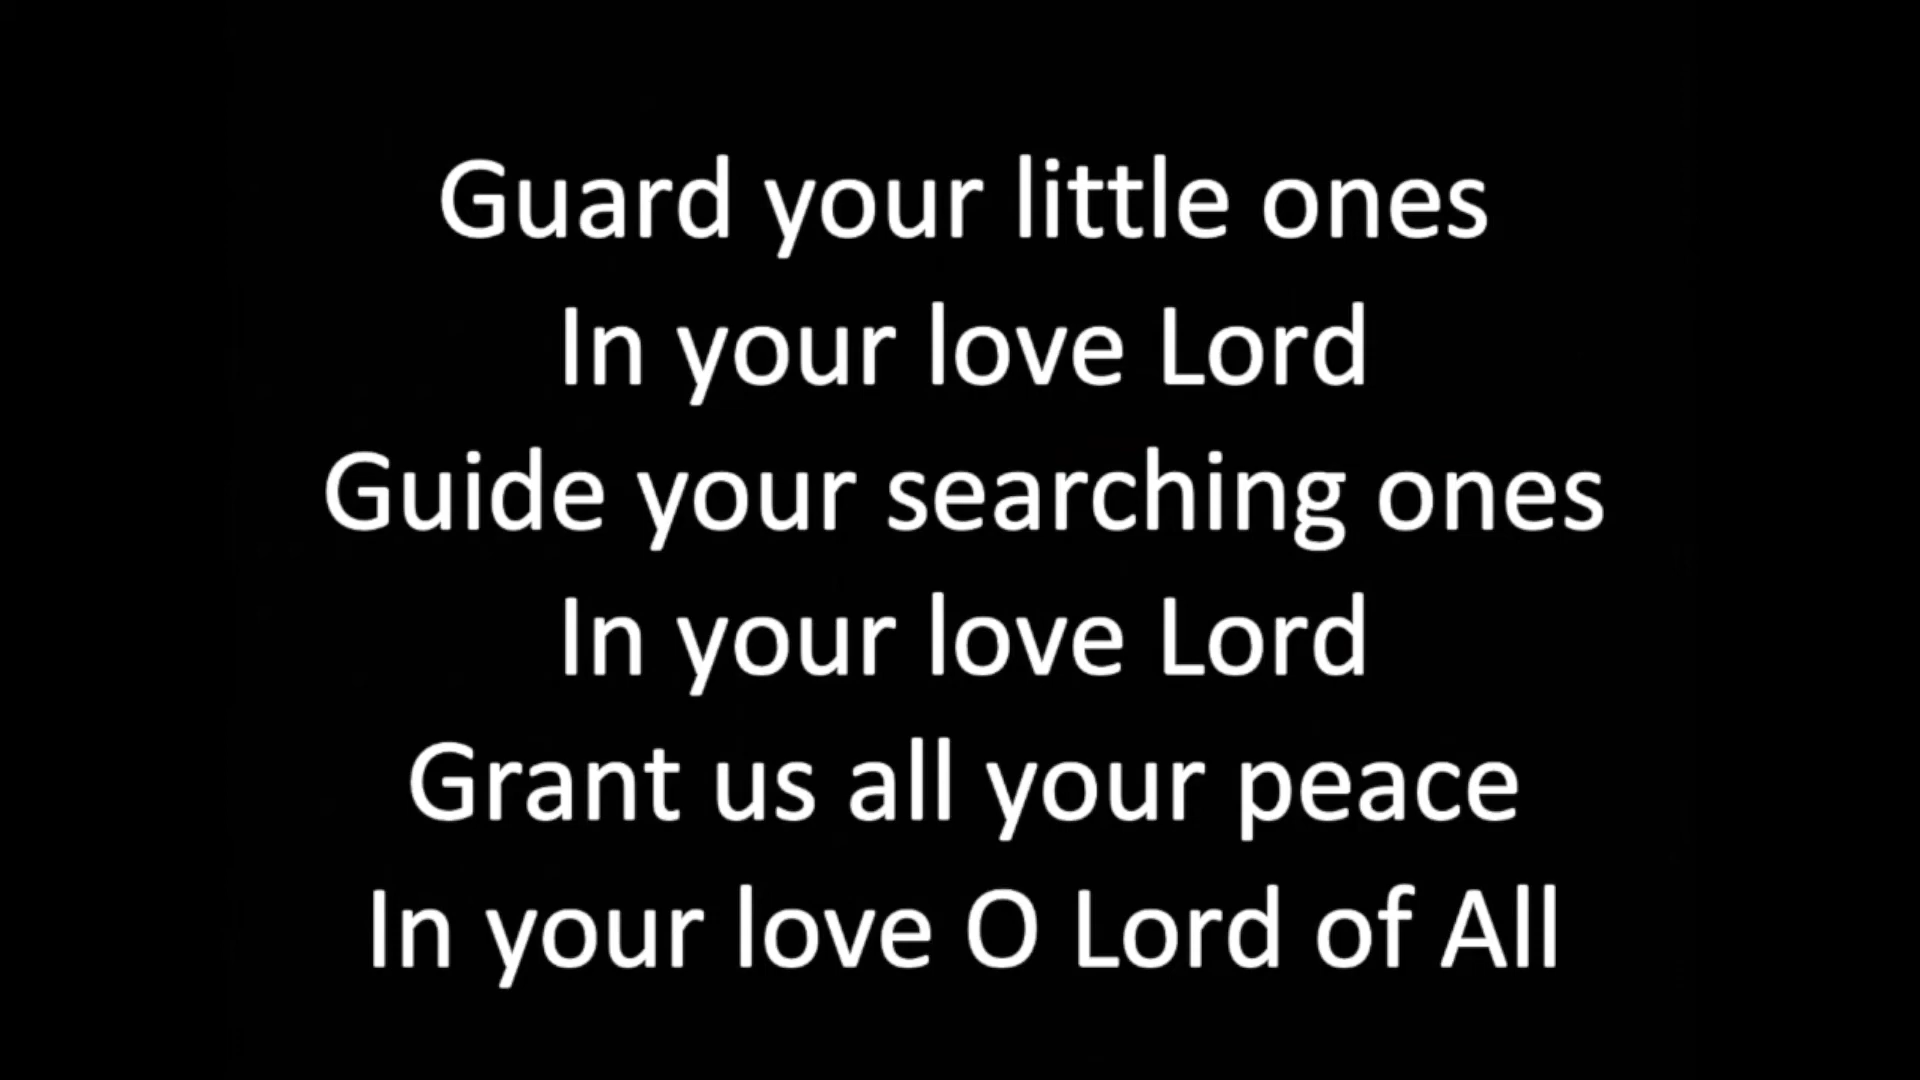 Guard your little ones
In your love Lord
Guide your searching ones
In your love Lord
Grant us all your peace
In your love O Lord of All